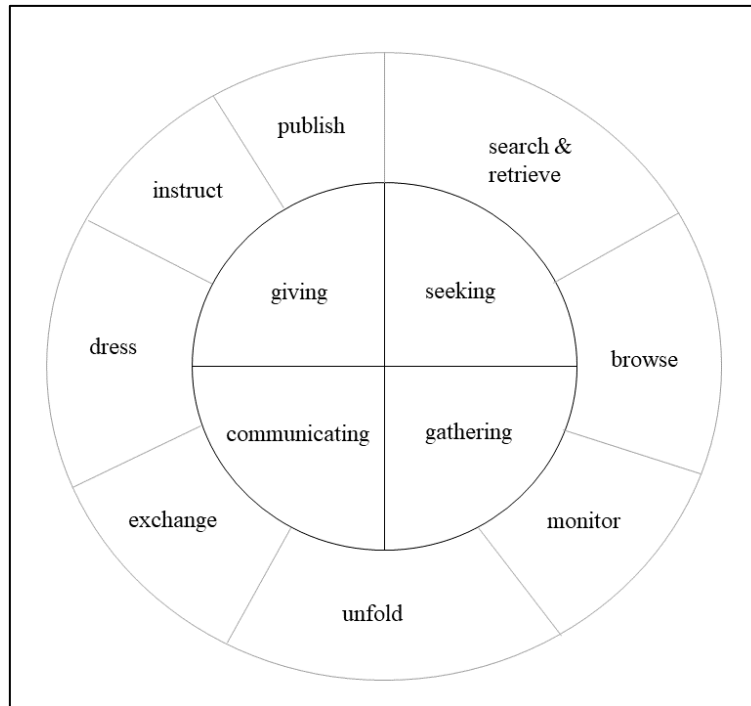 publish
search &
retrieve
instruct
giving
seeking
dress
browse
communicating
gathering
exchange
monitor
unfold